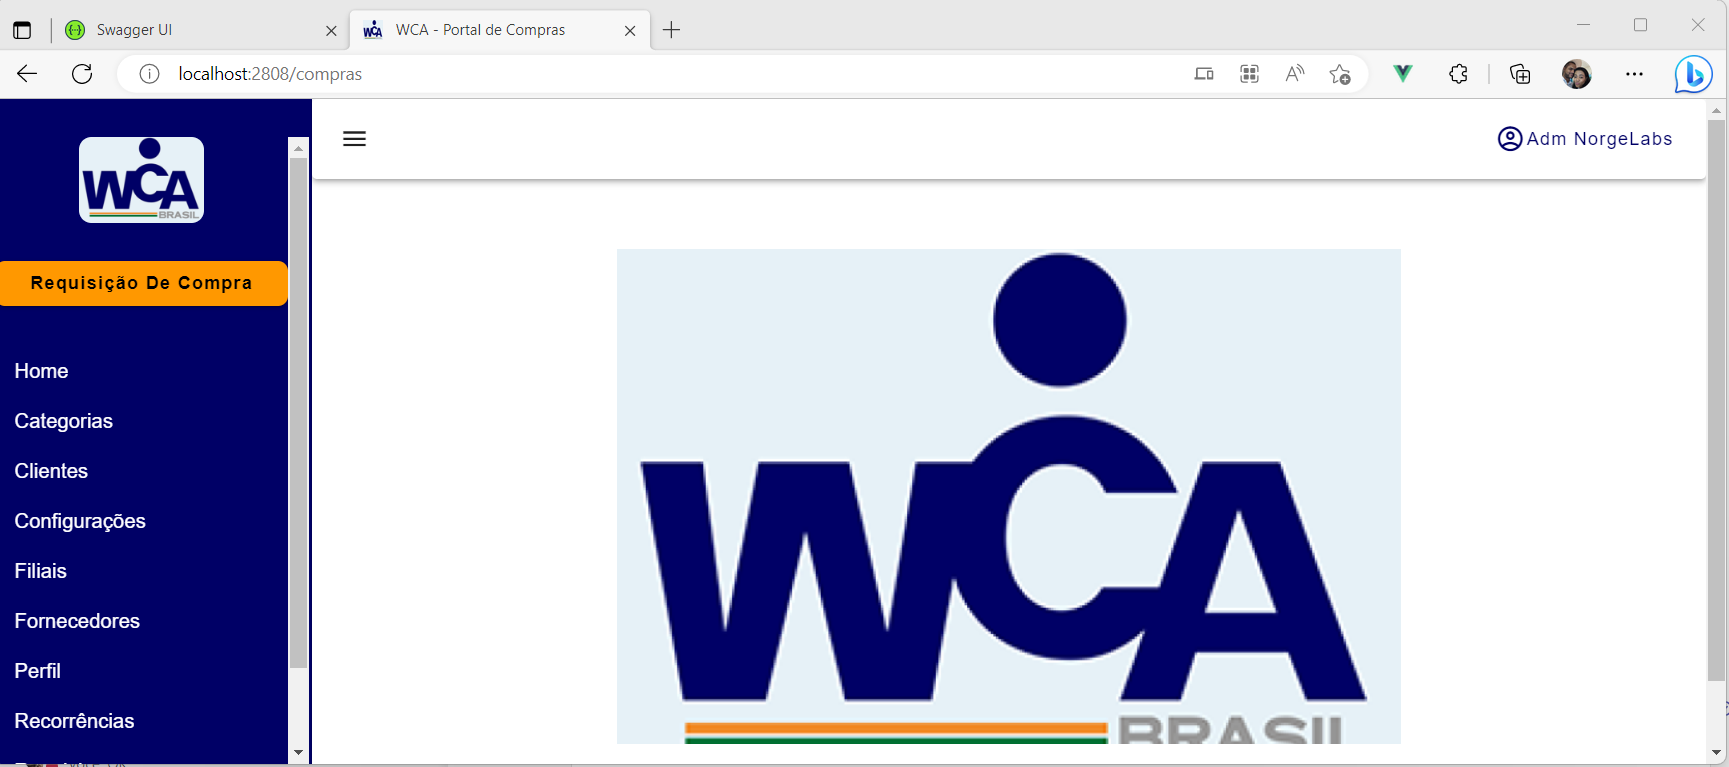 Swagger UI
WCA
WCA - Portal de Compras
localhost:2808/compras
WCA
BRASIL
Adm NorgeLabs
Requisição De Compra
Home
Categorias
Clientes
Configurações
Filiais
Fornecedores
Perfil
Recorrências
WCA
BRASIL